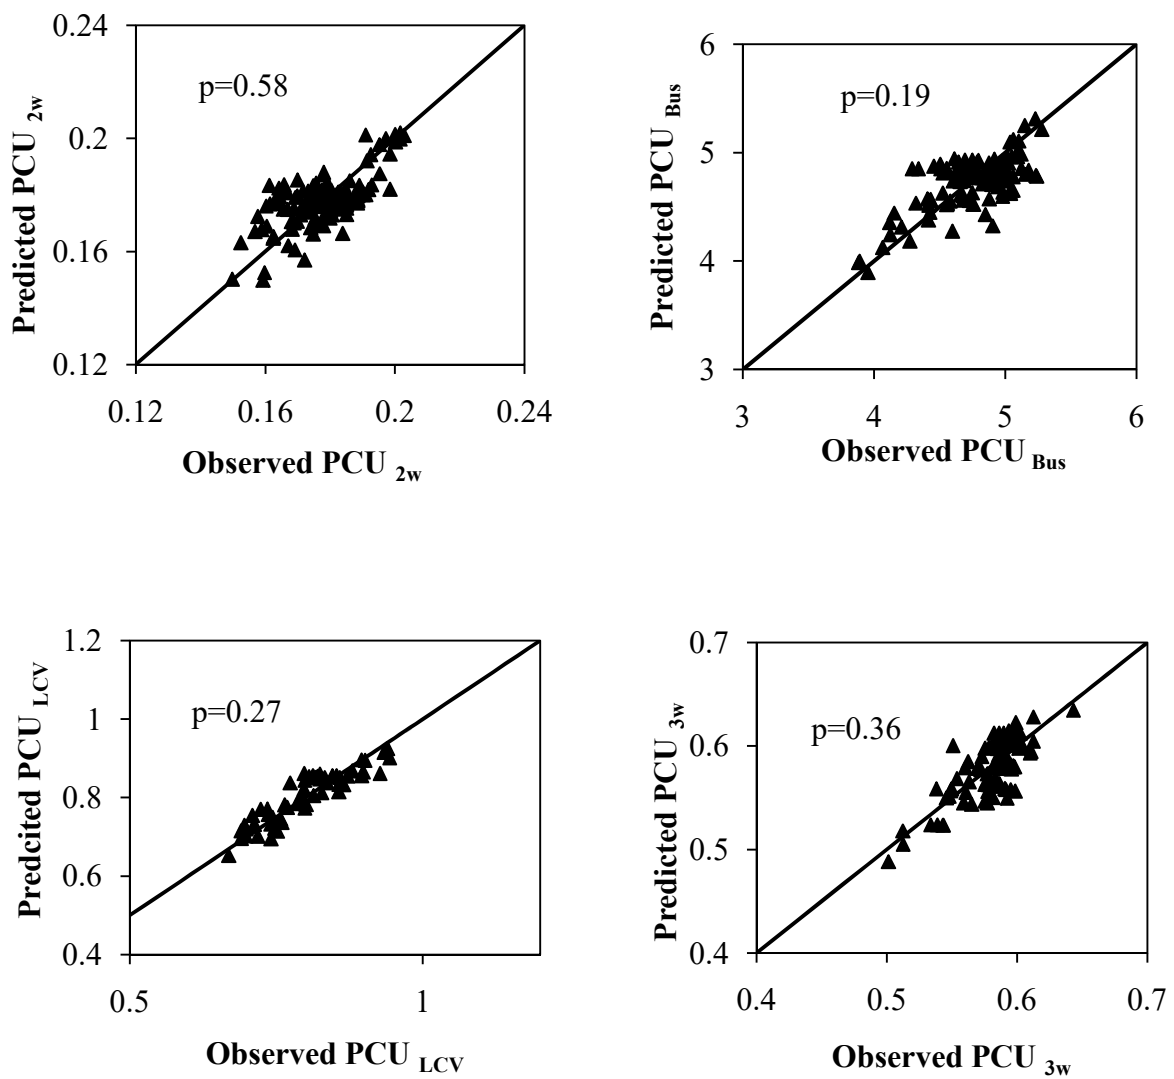 0.24
0.2
0.16
0.12
0.12 0.16 0.2 0.24
p=0.58
Predicted PCU 2w
Observed PCU 2w
6
5
4
3
3 4 5 6
p=0.19
Predicted PCU Bus
Observed PCU Bus
1.2
1
0.8
0.6
0.4
0.5 1
p=0.27
Predcited PCU LCV
Observed PCU LCV
0.7
0.6
0.5
0.4
0.4 0.5 0.6 0.7
p=0.36
Predicted PCU 3w
Observed PCU 3w